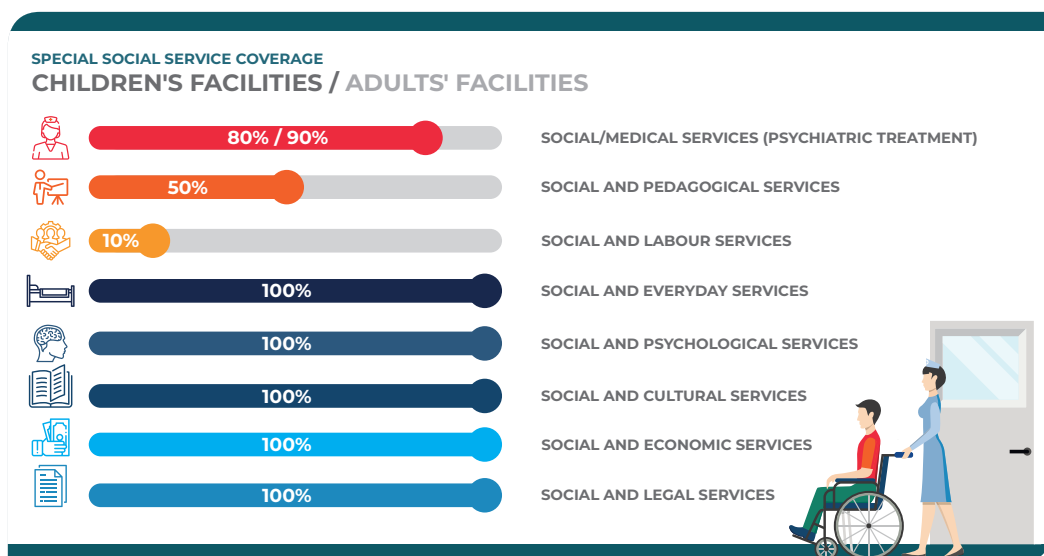 SPECIAL SOCIAL SERVICE COVERAGE
CHILDREN'S FACILITIES / ADULTS' FACILITIES
80% / 90% SOCIAL/MEDICAL SERVICES (PSYCHIATRIC TREATMENT)
50% SOCIAL AND PEDAGOGICAL SERVICES
10% SOCIAL AND LABOUR SERVICES
100% SOCIAL AND EVERYDAY SERVICES
100% SOCIAL AND PSYCHOLOGICAL SERVICES
100% SOCIAL AND CULTURAL SERVICES
100% SOCIAL AND ECONOMIC SERVICES
100% SOCIAL AND LEGAL SERVICES